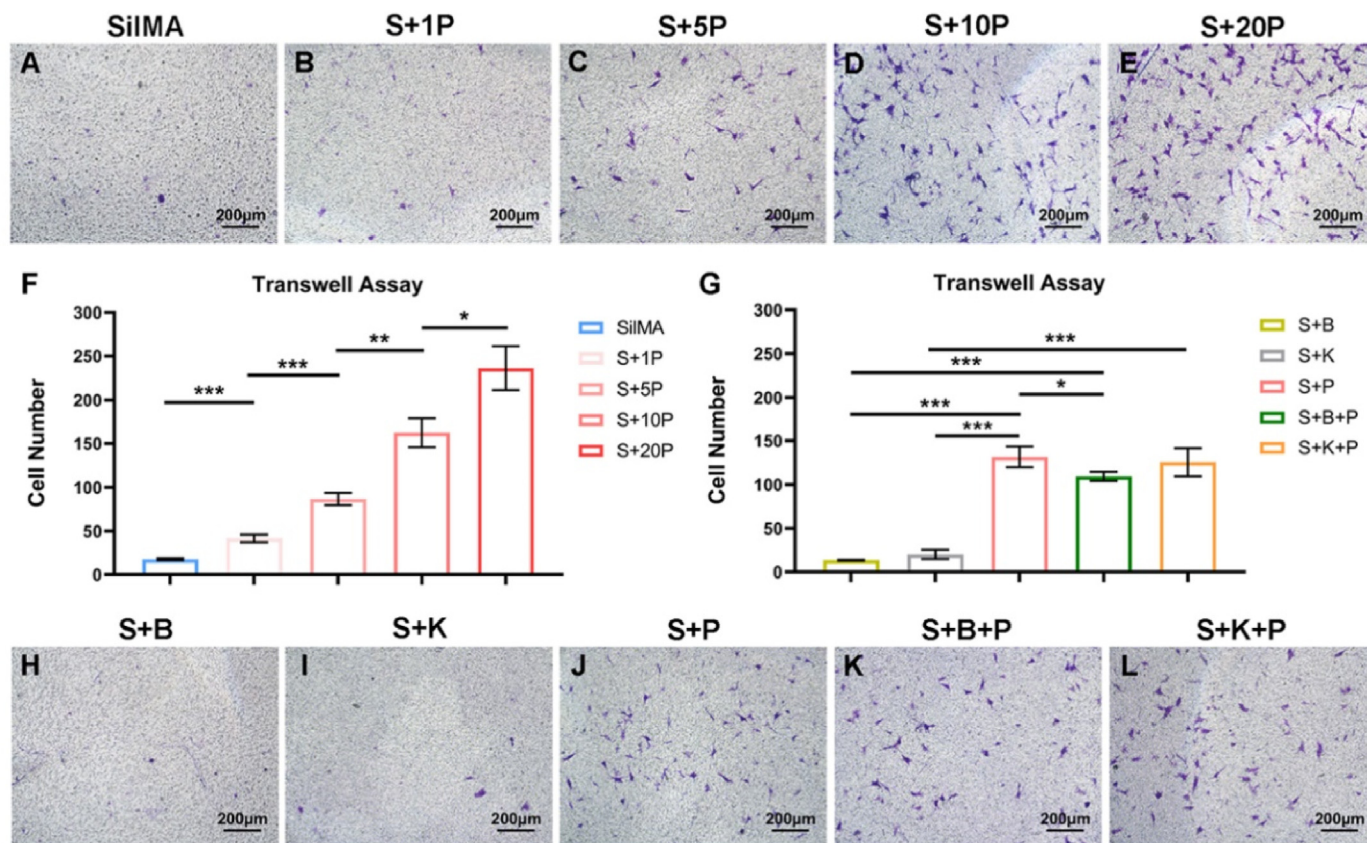 SilMA
S+1P
S+5P
S+10P
S+20P
A
B
C
D
E
200μm
200μm
200μm
200μm
200μm
F
Transwell Assay
Cell Number
300
250
200
150
100
50
0
***
***
**
*
SilMA
S+1P
S+5P
S+10P
S+20P
G
Transwell Assay
Cell Number
300
250
200
150
100
50
0
***
***
*
***
***
S+B
S+K
S+P
S+B+P
S+K+P
S+B
S+K
S+P
S+B+P
S+K+P
H
I
J
K
L
200μm
200μm
200μm
200μm
200μm